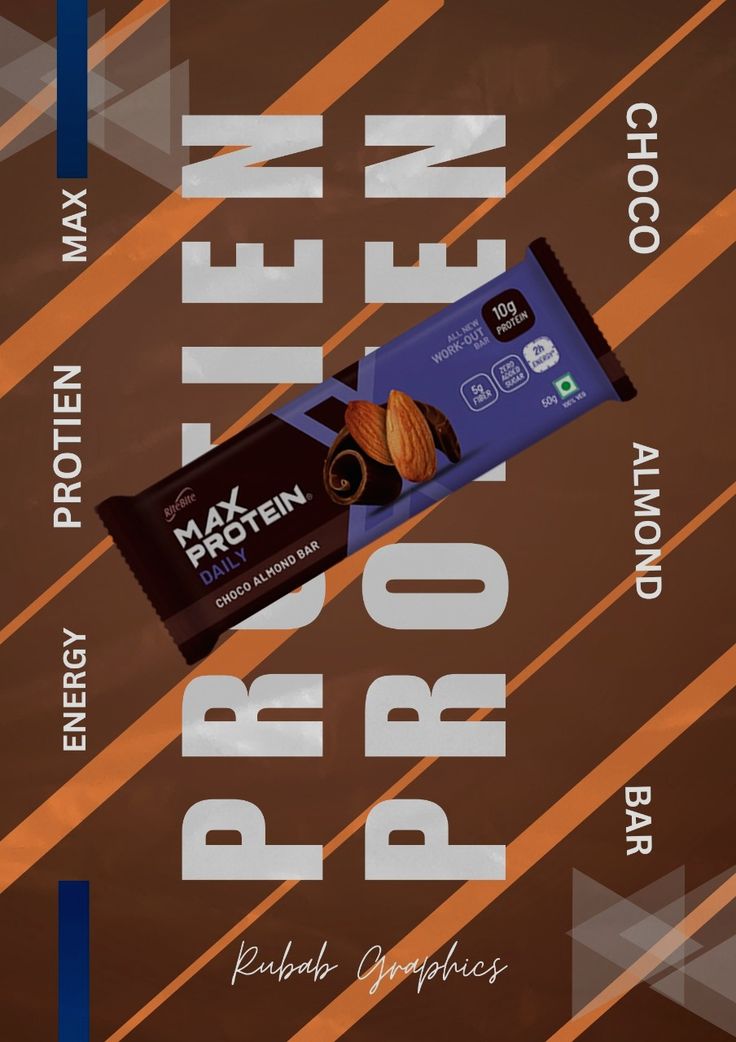 MAX
PROTIEN
ENERGY
PROTIEN
PROTIEN
CHOCO
ALMOND
BAR
RiteBite
MAX
PROTEIN®
DAILY
CHOCO ALMOND BAR
ALL NEW
WORK-OUT
BAR
10g
PROTEIN
5g
FIBER
ZERO
ADDED
SUGAR
2h
ENERGY*
50g
100% VEG
Rubab Graphics